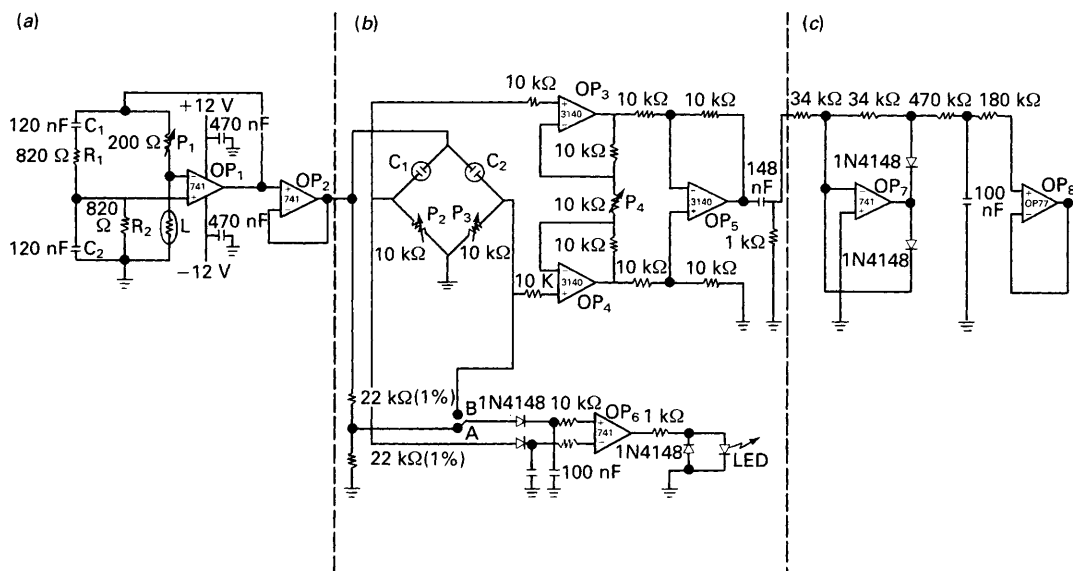 (a)
+12 V
470 nF
120 nF C1
200 Ω P1
820 Ω R1
OP1
741
OP2
741
820 Ω
R2
L
470 nF
120 nF C2
−12 V
(b)
10 kΩ OP3
3140
10 kΩ 10 kΩ
C1 C2
10 kΩ
P2 P3
10 kΩ 10 kΩ
10 kΩ P4
10 kΩ
3140
OP5
148 nF
1 kΩ
10 K
3140
OP4
10 kΩ 10 kΩ
22 kΩ(1%)
B
A
1N4148 10 kΩ OP6 1 kΩ
741
1N4148
LED
22 kΩ(1%)
100 nF
(c)
34 kΩ 34 kΩ 470 kΩ 180 kΩ
1N4148
OP7
741
1N4148
100 nF
OP8
OP77